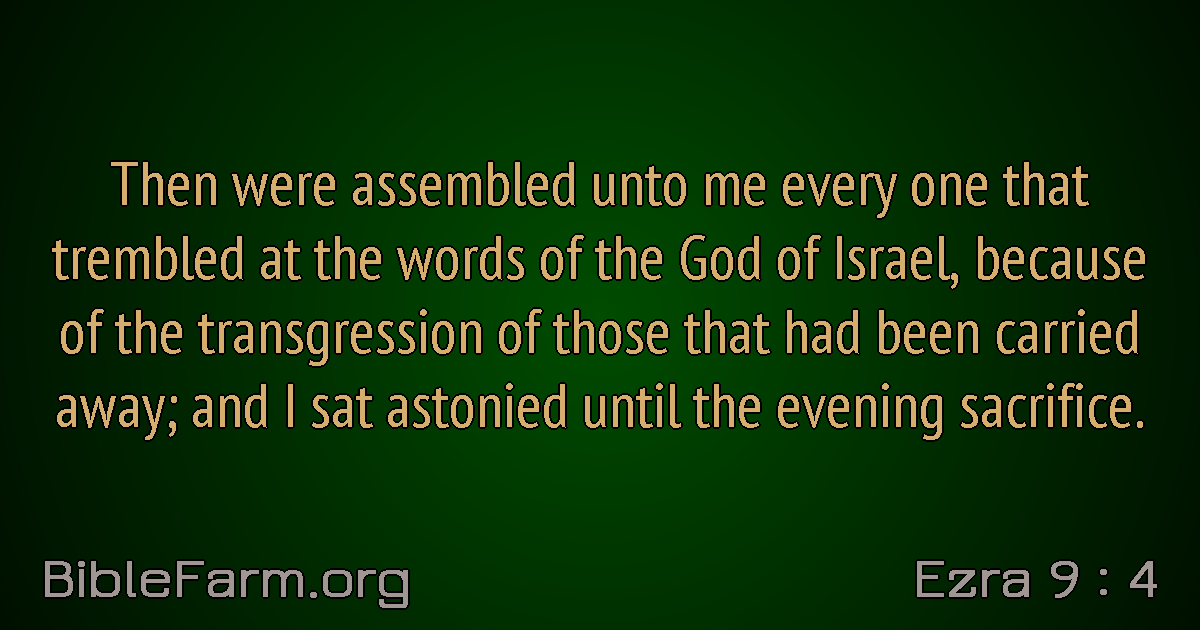 Then were assembled unto me every one that
trembled at the words of the God of Israel, because
of the transgression of those that had been carried
away; and I sat astonied until the evening sacrifice.
BibleFarm.org
Ezra 9 : 4